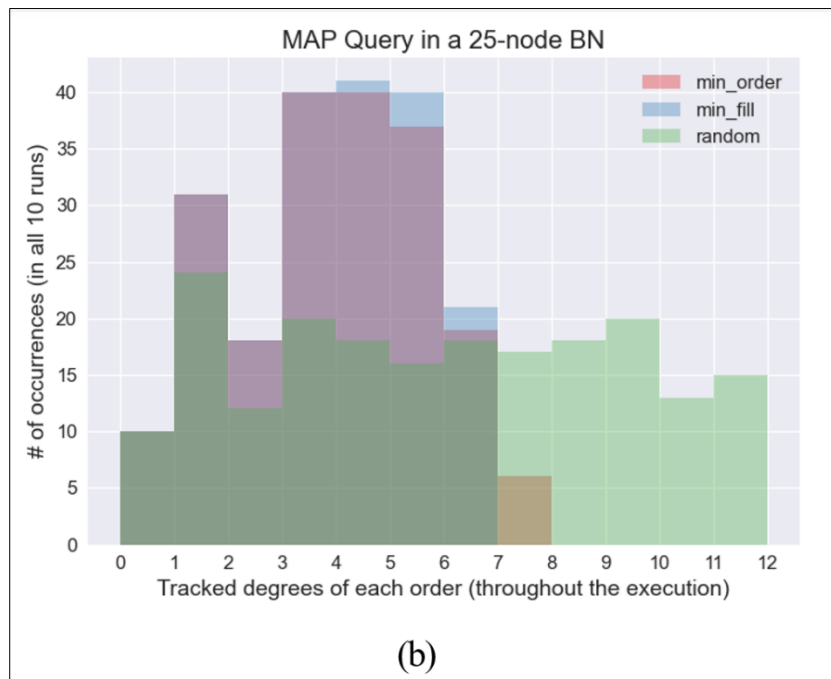 MAP Query in a 25-node BN
min_order
min_fill
random
# of occurrences (in all 10 runs)
40
35
30
25
20
15
10
5
0
0 1 2 3 4 5 6 7 8 9 10 11 12
Tracked degrees of each order (throughout the execution)
(b)